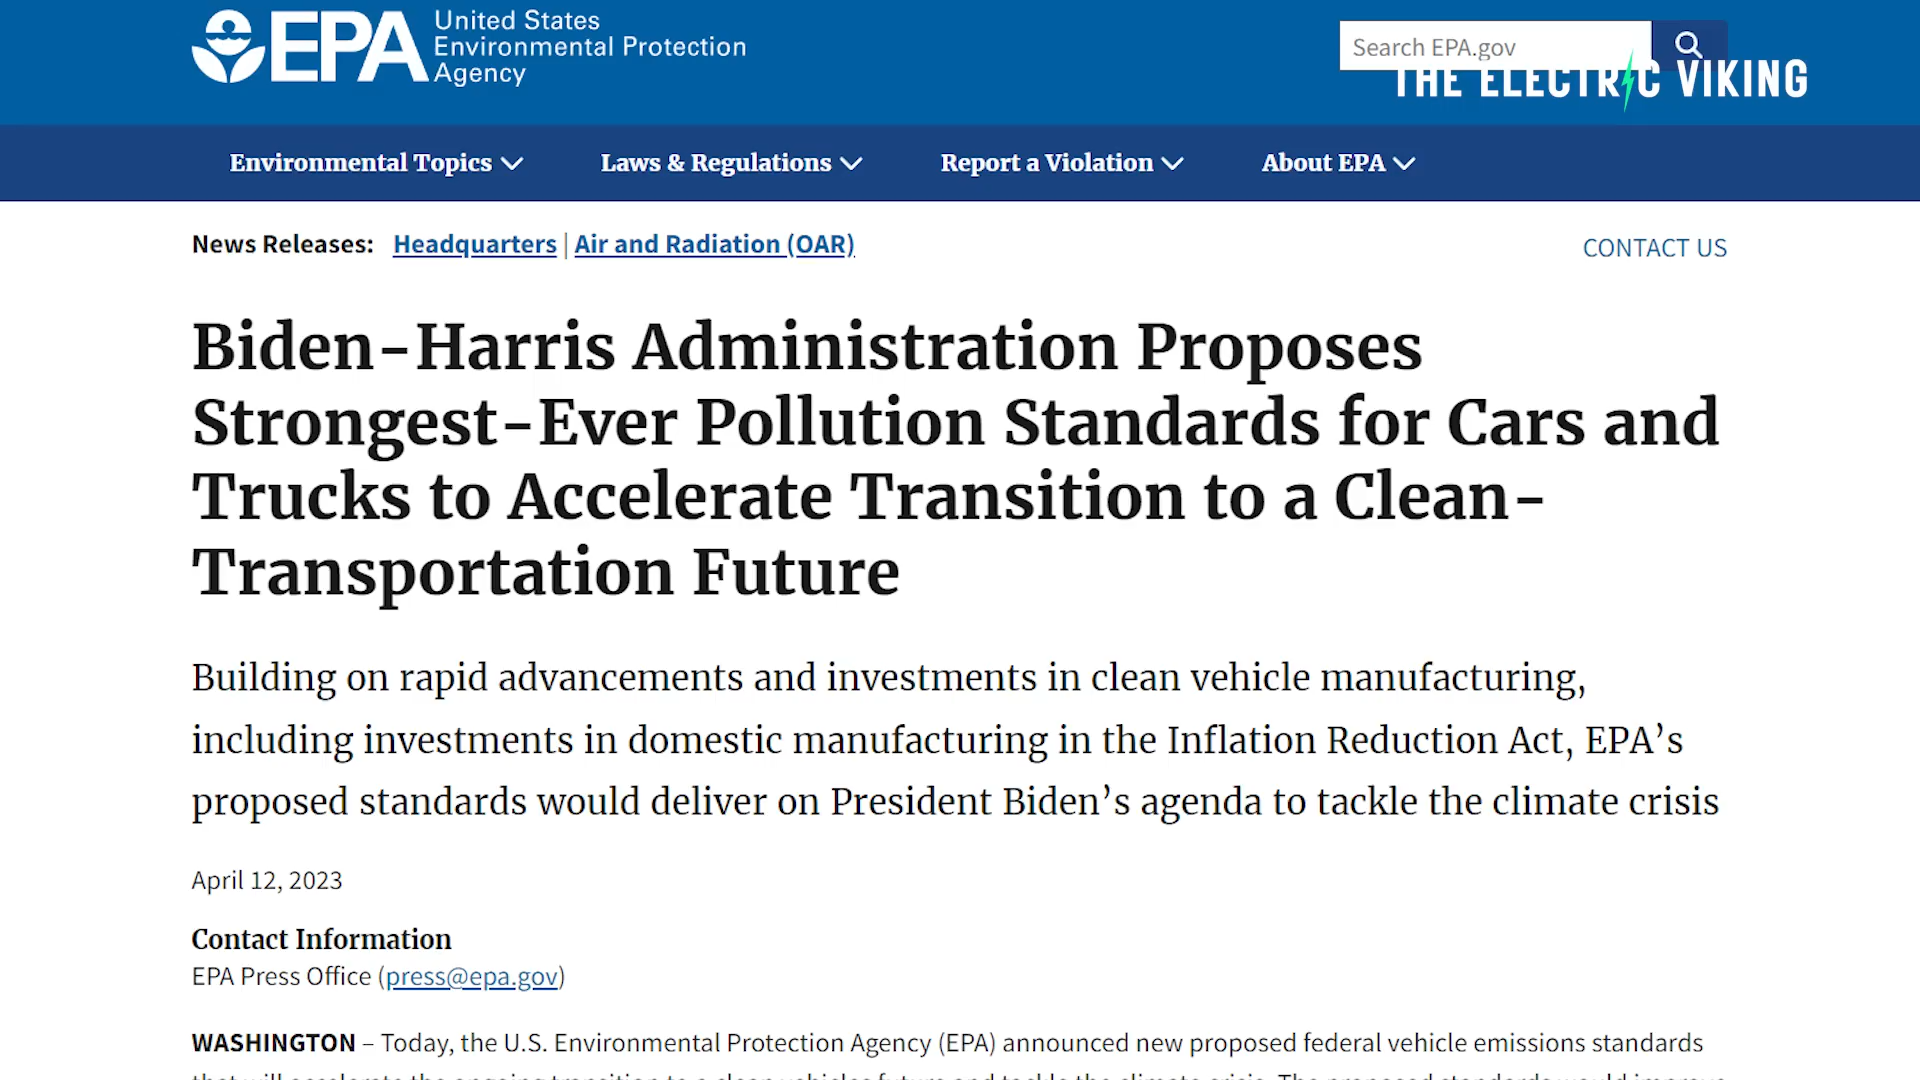 EPA
United States
Environmental Protection
Agency
Search EPA.gov
THE ELECTRIC VIKING
Environmental Topics
Laws & Regulations
Report a Violation
About EPA
News Releases: Headquarters | Air and Radiation (OAR)
CONTACT US
Biden-Harris Administration Proposes
Strongest-Ever Pollution Standards for Cars and
Trucks to Accelerate Transition to a Clean-
Transportation Future
Building on rapid advancements and investments in clean vehicle manufacturing,
including investments in domestic manufacturing in the Inflation Reduction Act, EPA’s
proposed standards would deliver on President Biden’s agenda to tackle the climate crisis
April 12, 2023
Contact Information
EPA Press Office (press@epa.gov)
WASHINGTON – Today, the U.S. Environmental Protection Agency (EPA) announced new proposed federal vehicle emissions standards